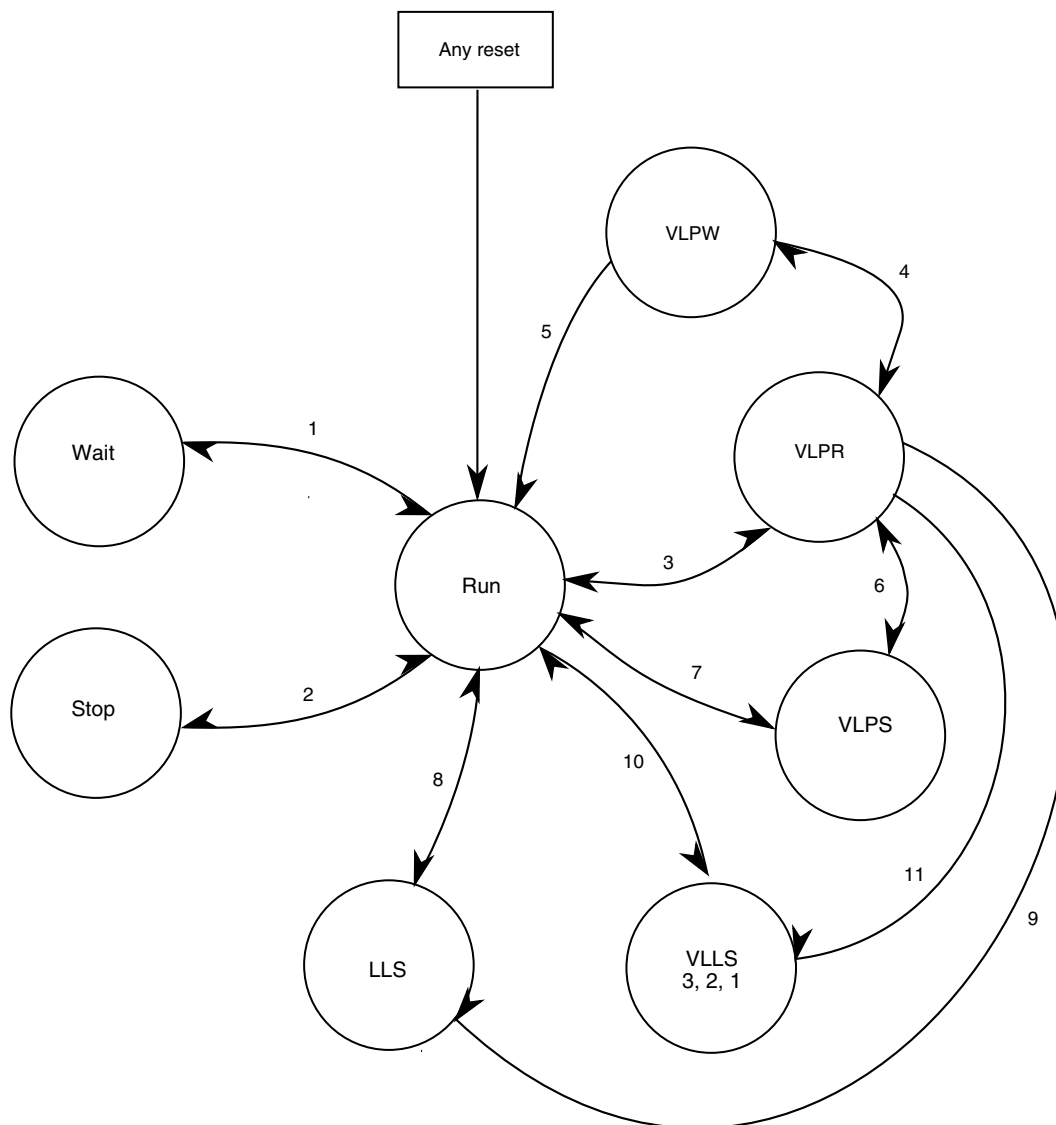 Any reset
VLPW
4
5
Wait
1
VLPR
3
Run
6
Stop
2
7
VLPS
10
8
11
9
LLS
VLLS
3, 2, 1